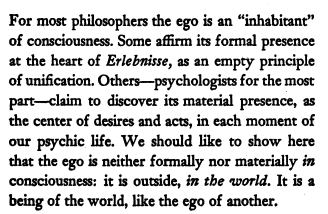 For most philosophers the ego is an “inhabitant”
of consciousness. Some affirm its formal presence
at the heart of Erlebnisse, as an empty principle
of unification. Others—psychologists for the most
part—claim to discover its material presence, as
the center of desires and acts, in each moment of
our psychic life. We should like to show here
that the ego is neither formally nor materially in
consciousness: it is outside, in the world. It is a
being of the world, like the ego of another.